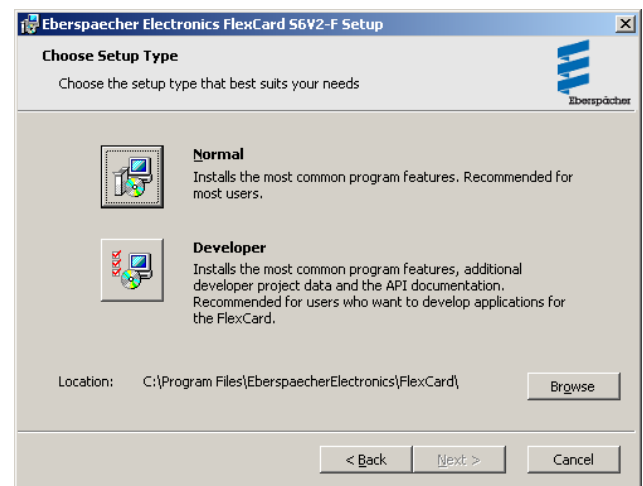 Eberspaecher Electronics FlexCard S6V2-F Setup
Choose Setup Type
Choose the setup type that best suits your needs
Eberspächer
Normal
Installs the most common program features. Recommended for
most users.
Developer
Installs the most common program features, additional
developer project data and the API documentation.
Recommended for users who want to develop applications for
the FlexCard.
Location: C:\Program Files\EberspaecherElectronics\FlexCard\ Browse
< Back Next > Cancel